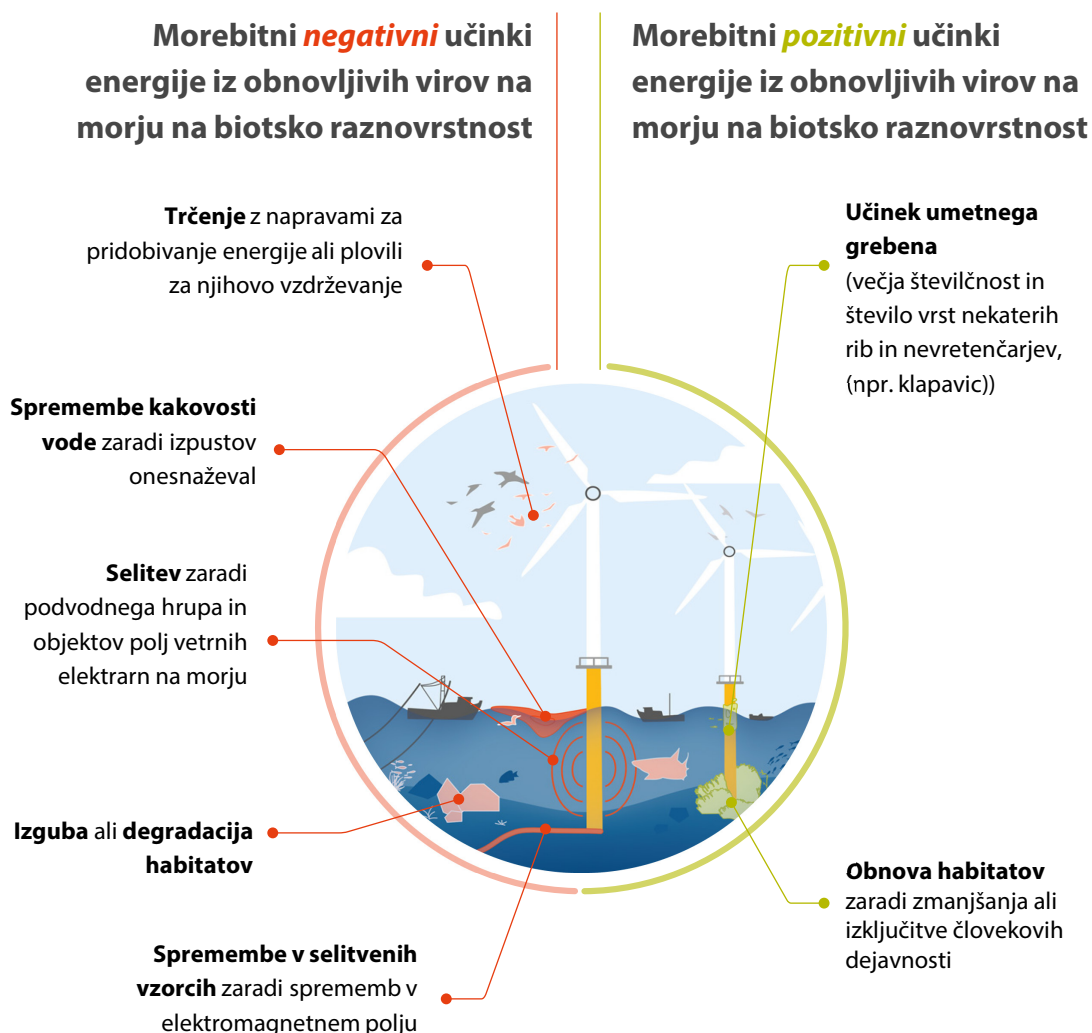 Morebitni negativni učinki
energije iz obnovljivih virov na
morju na biotsko raznovrstnost
Morebitni pozitivni učinki
energije iz obnovljivih virov na
morju na biotsko raznovrstnost
Trčenje z napravami za
pridobivanje energije ali plovili
za njihovo vzdrževanje
Spremembe kakovosti
vode zaradi izpustov
onesnaževal
Selitev zaradi
podvodnega hrupa in
objektov polj vetrnih
elektrarn na morju
Izguba ali degradacija
habitatov
Spremembe v selitvenih
vzorcih zaradi sprememb v
elektromagnetnem polju
Učinek umetnega
grebena
(večja številčnost in
število vrst nekaterih
rib in nevretenčarjev,
(npr. klapavic))
Obnova habitatov
zaradi zmanjšanja ali
izključitve človekovih
dejavnosti